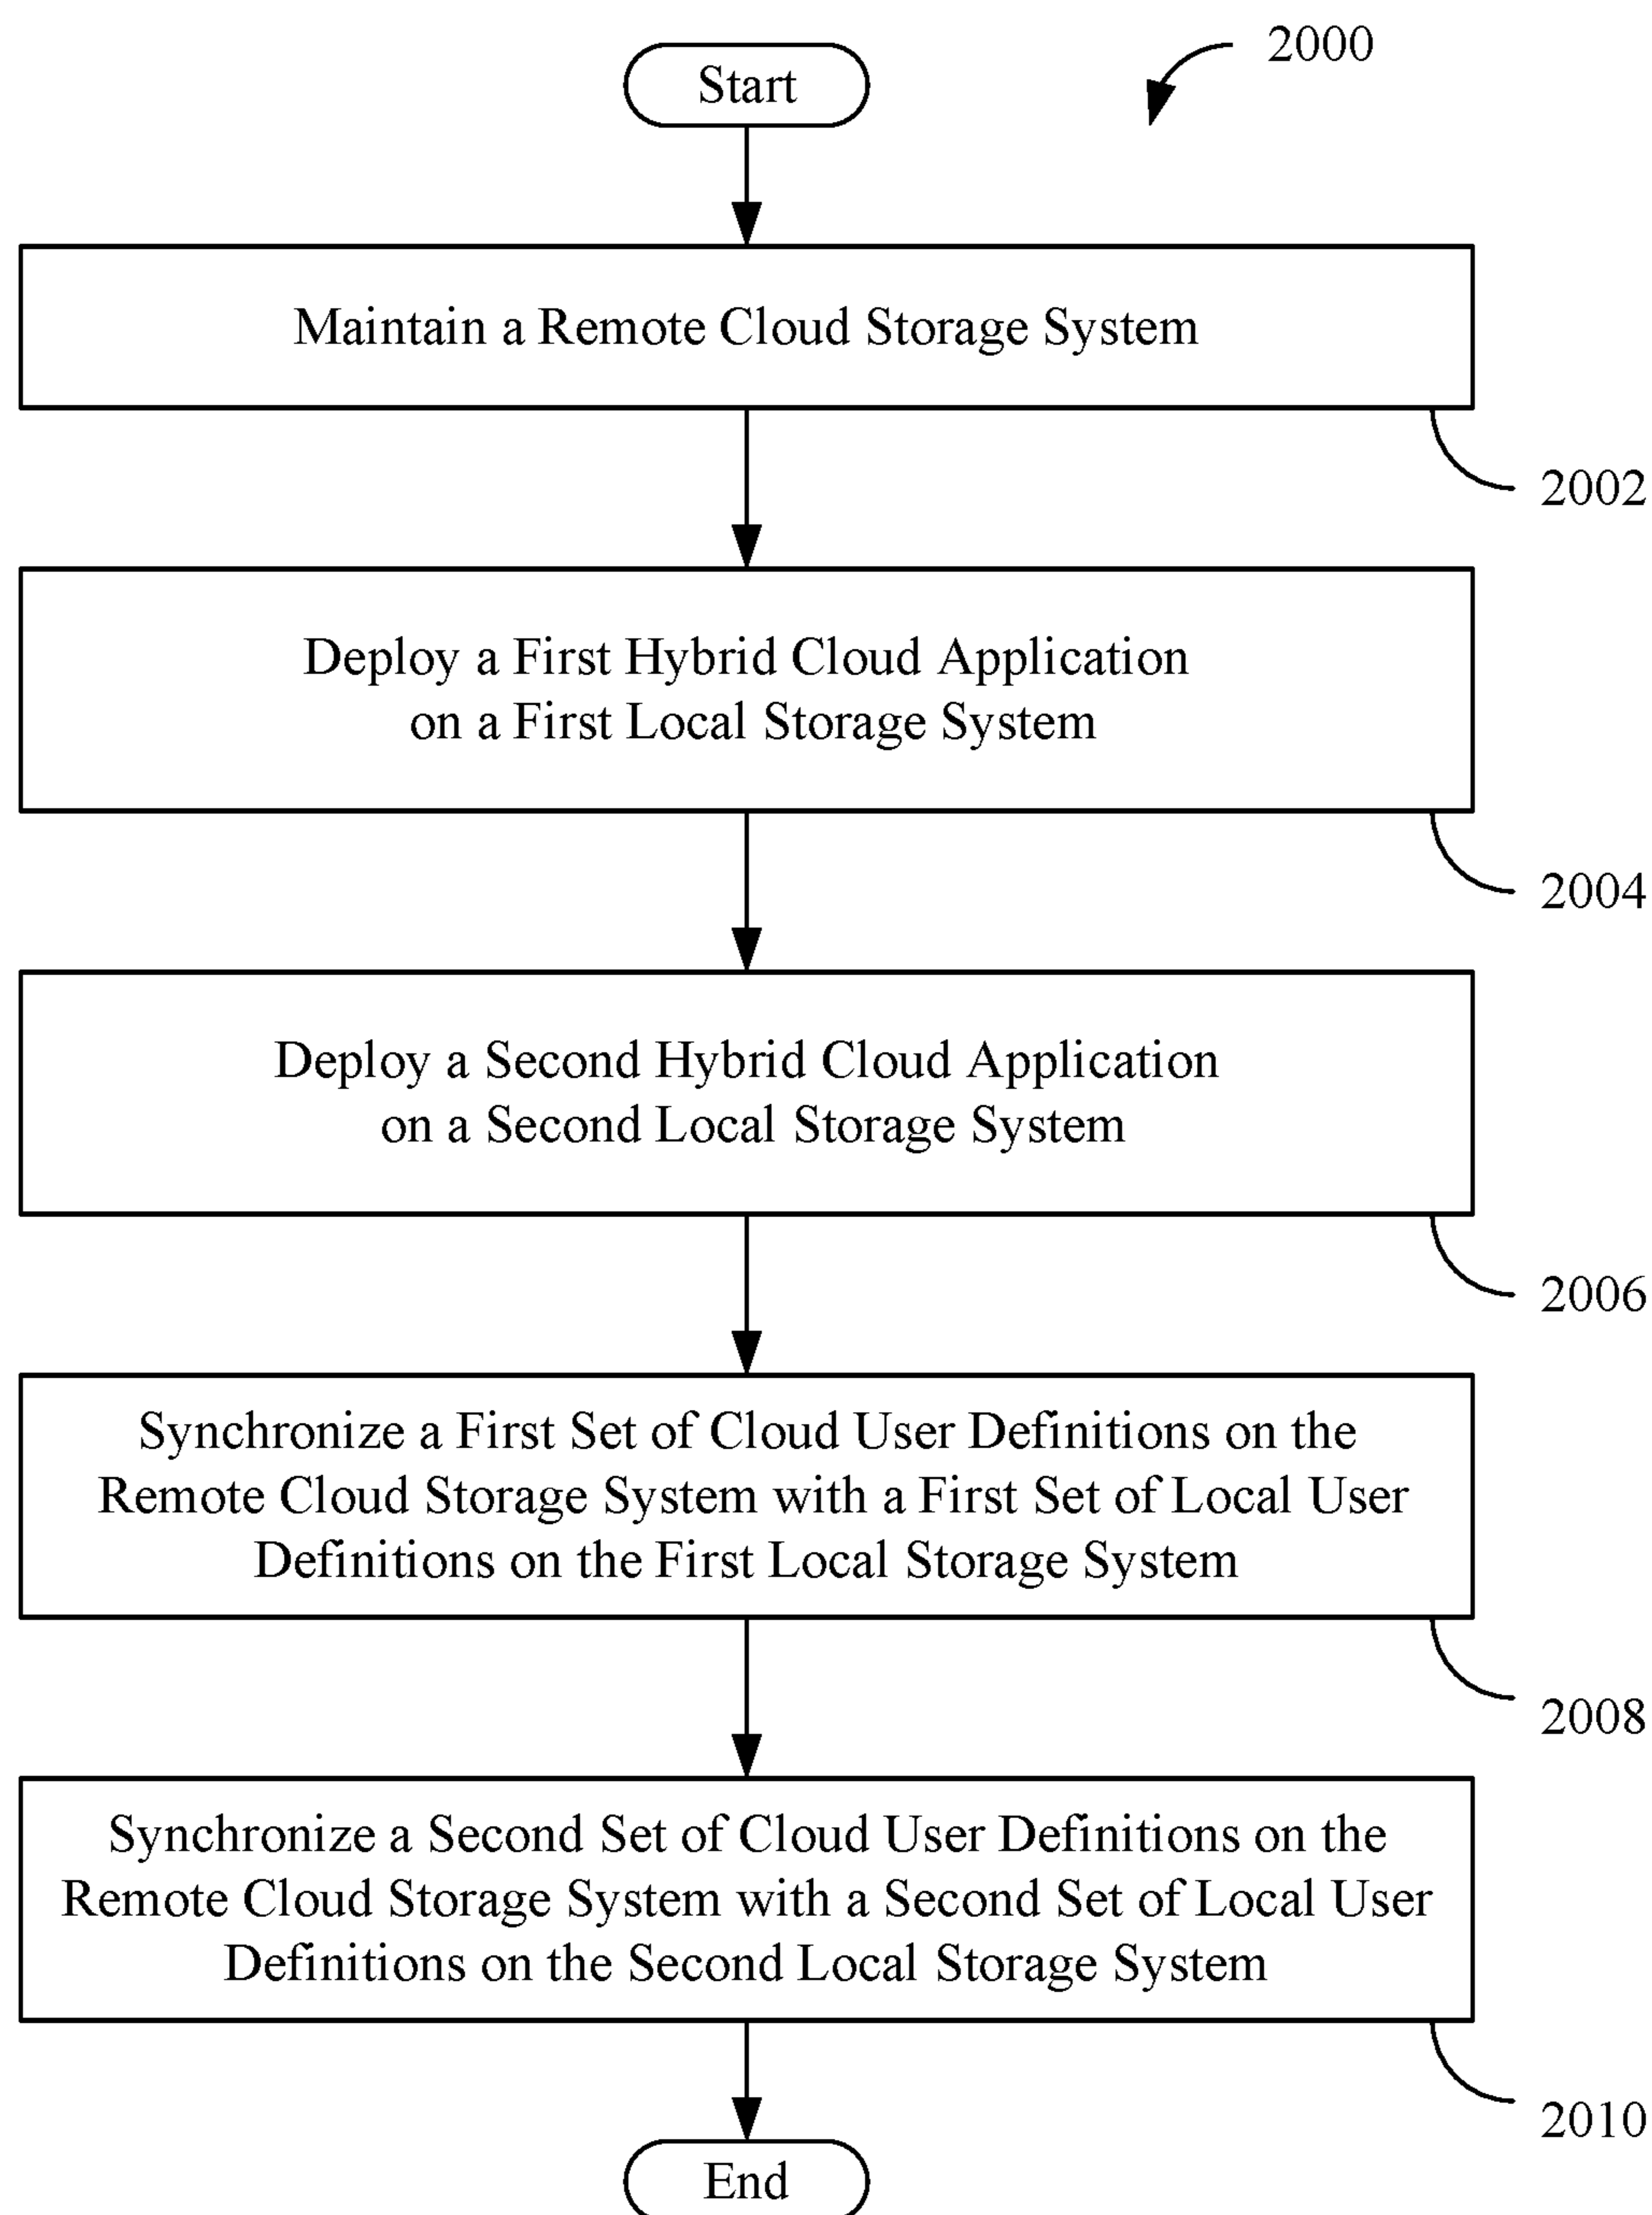 Start
2000
Maintain a Remote Cloud Storage System
2002
Deploy a First Hybrid Cloud Application
on a First Local Storage System
2004
Deploy a Second Hybrid Cloud Application
on a Second Local Storage System
2006
Synchronize a First Set of Cloud User Definitions on the
Remote Cloud Storage System with a First Set of Local User
Definitions on the First Local Storage System
2008
Synchronize a Second Set of Cloud User Definitions on the
Remote Cloud Storage System with a Second Set of Local User
Definitions on the Second Local Storage System
2010
End